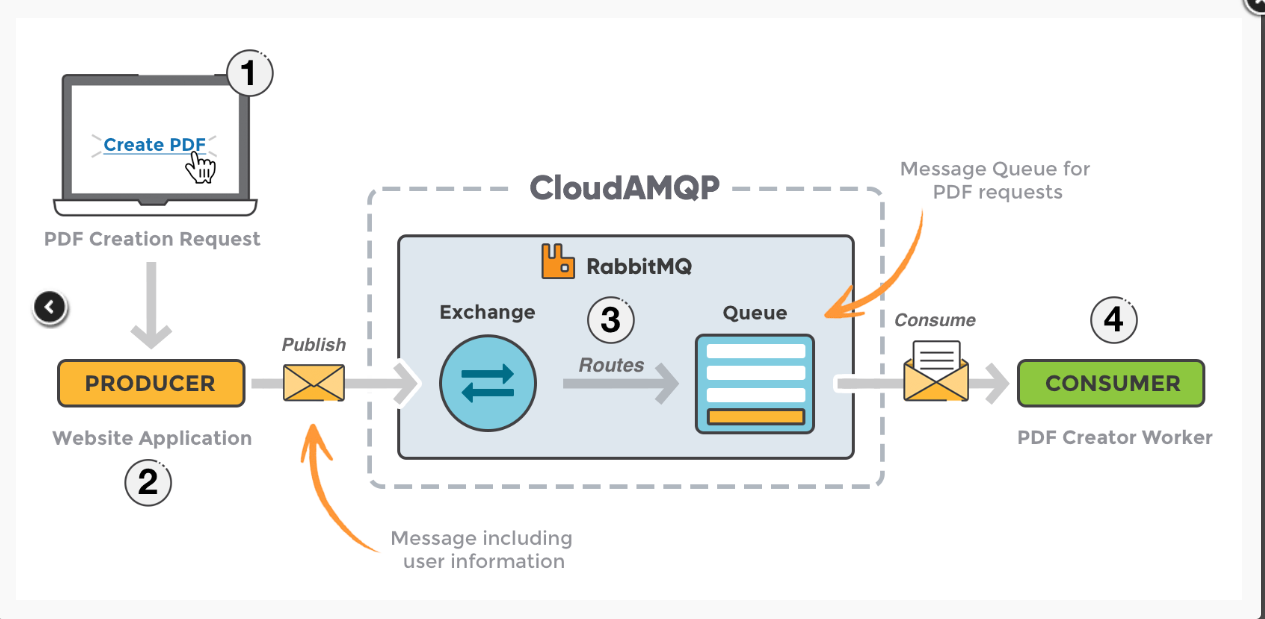 1
Create PDF
PDF Creation Request
CloudAMQP
Message Queue for
PDF requests
RabbitMQ
Exchange
3
Queue
Routes
Publish
Consume
4
PRODUCER
CONSUMER
Website Application
PDF Creator Worker
2
Message including
user information